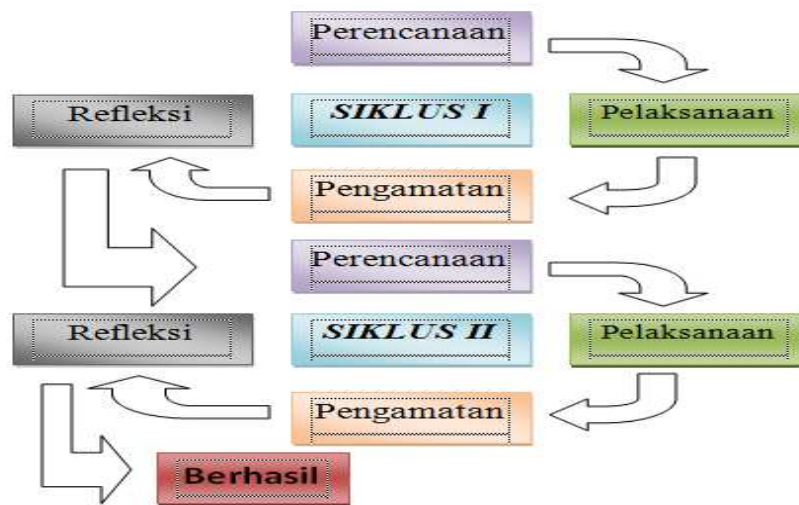 Perencanaan
Refleksi
SIKLUS I
Pelaksanaan
Pengamatan
Perencanaan
Refleksi
SIKLUS II
Pelaksanaan
Pengamatan
Berhasil